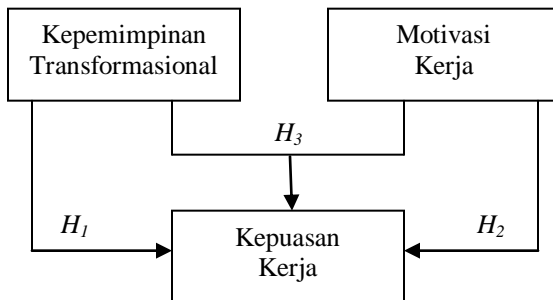 Kepemimpinan
Transformasional
Motivasi
Kerja
H3
H1
H2
Kepuasan
Kerja